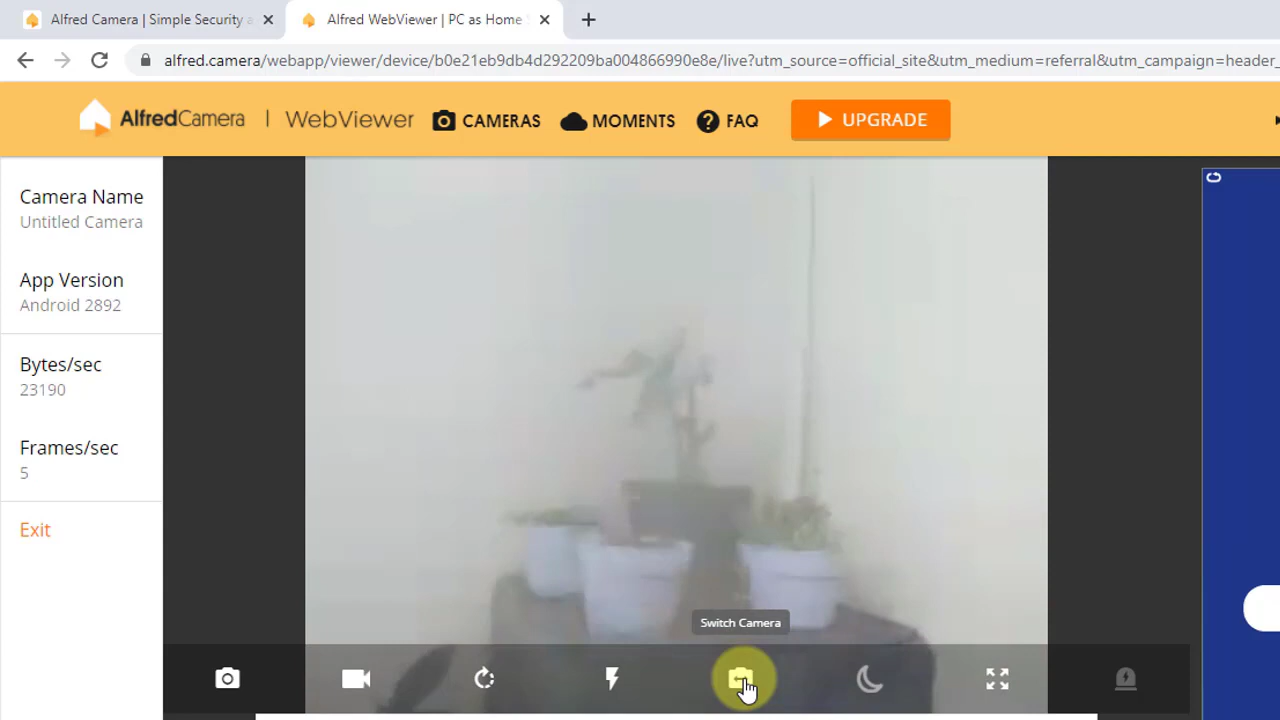 Alfred Camera | Simple Security a
Alfred WebViewer | PC as Home S
alfred.camera/webapp/viewer/device/b0e21eb9db4d292209ba004866990e8e/live?utm_source=official_site&utm_medium=referral&utm_campaign=header_
AlfredCamera | WebViewer CAMERAS MOMENTS FAQ UPGRADE
Camera Name
Untitled Camera
App Version
Android 2892
Bytes/sec
23190
Frames/sec
5
Exit
Switch Camera